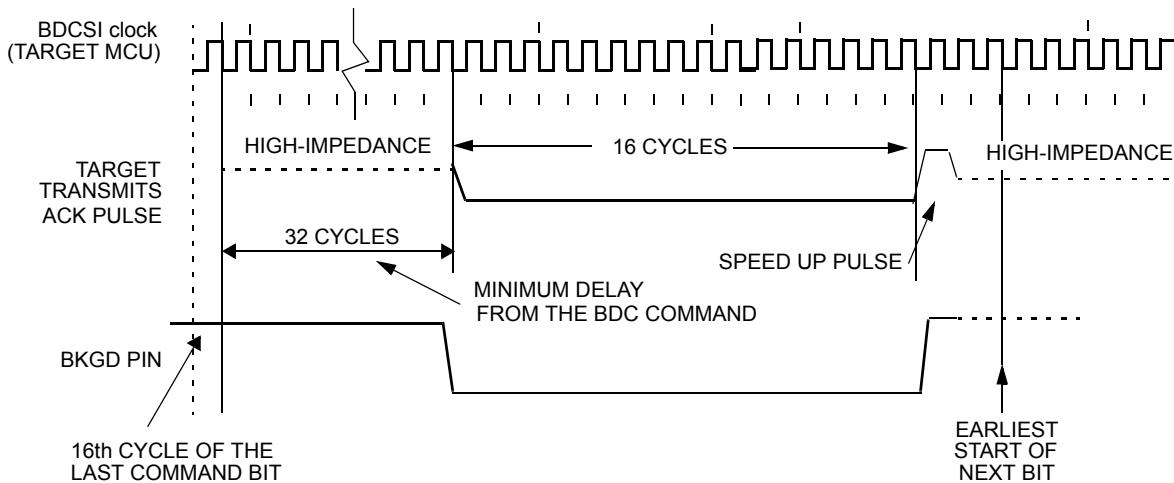 BDCSI clock
(TARGET MCU)
HIGH-IMPEDANCE
16 CYCLES
HIGH-IMPEDANCE
TARGET
TRANSMITS
ACK PULSE
32 CYCLES
SPEED UP PULSE
MINIMUM DELAY
FROM THE BDC COMMAND
BKGD PIN
16th CYCLE OF THE
LAST COMMAND BIT
EARLIEST
START OF
NEXT BIT